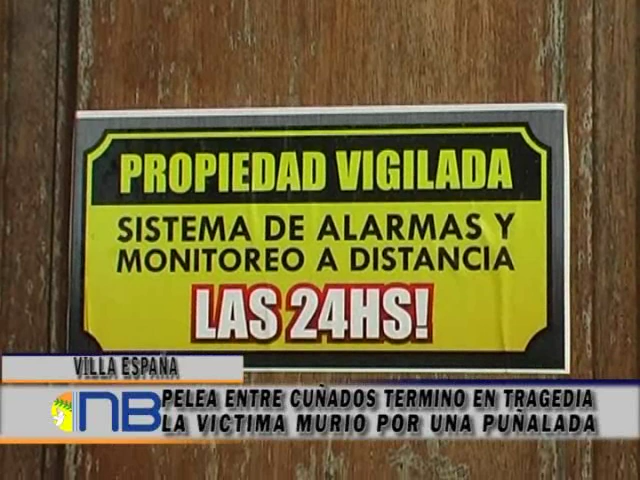 PROPIEDAD VIGILADA
SISTEMA DE ALARMAS Y
MONITOREO A DISTANCIA
LAS 24HS!
VILLA ESPAÑA
NB
PELEA ENTRE CUÑADOS TERMINO EN TRAGEDIA
LA VICTIMA MURIO POR UNA PUÑALADA